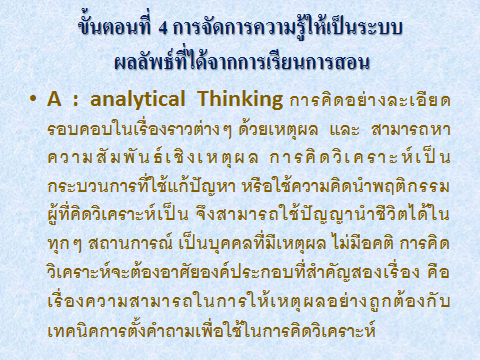 ขั้นตอนที่ 4 การจัดการความรู้ให้เป็นระบบ
ผลลัพธ์ที่ได้จากการเรียนการสอน
• A : analytical Thinking การคิดอย่างละเอียด
รอบคอบในเรื่องราวต่างๆ ด้วยเหตุผล และ สามารถหา
ความสัมพันธ์เชิงเหตุผล การคิดวิเคราะห์เป็น
กระบวนการที่ใช้แก้ปัญหา หรือใช้ความคิดนำพฤติกรรม
ผู้ที่คิดวิเคราะห์เป็น จึงสามารถใช้ปัญญานำชีวิตได้ใน
ทุกๆ สถานการณ์ เป็นบุคคลที่มีเหตุผล ไม่มีอคติ การคิด
วิเคราะห์จะต้องอาศัยองค์ประกอบที่สำคัญสองเรื่อง คือ
เรื่องความสามารถในการให้เหตุผลอย่างถูกต้องกับ
เทคนิคการตั้งคำถามเพื่อใช้ในการคิดวิเคราะห์